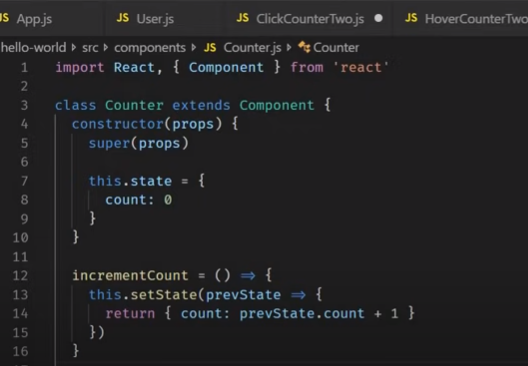 App.js JS User.js JS ClickCounterTwo.js ● JS HoverCounterTwo
hello-world > src > components > JS Counter.js > Counter
1 import React, { Component } from 'react'
2
3 class Counter extends Component {
4 constructor(props) {
5 super(props)
6
7 this.state = {
8 count: 0
9 }
10 }
11
12 incrementCount = () => {
13 this.setState(prevState => {
14 return { count: prevState.count + 1 }
15 })
16 }